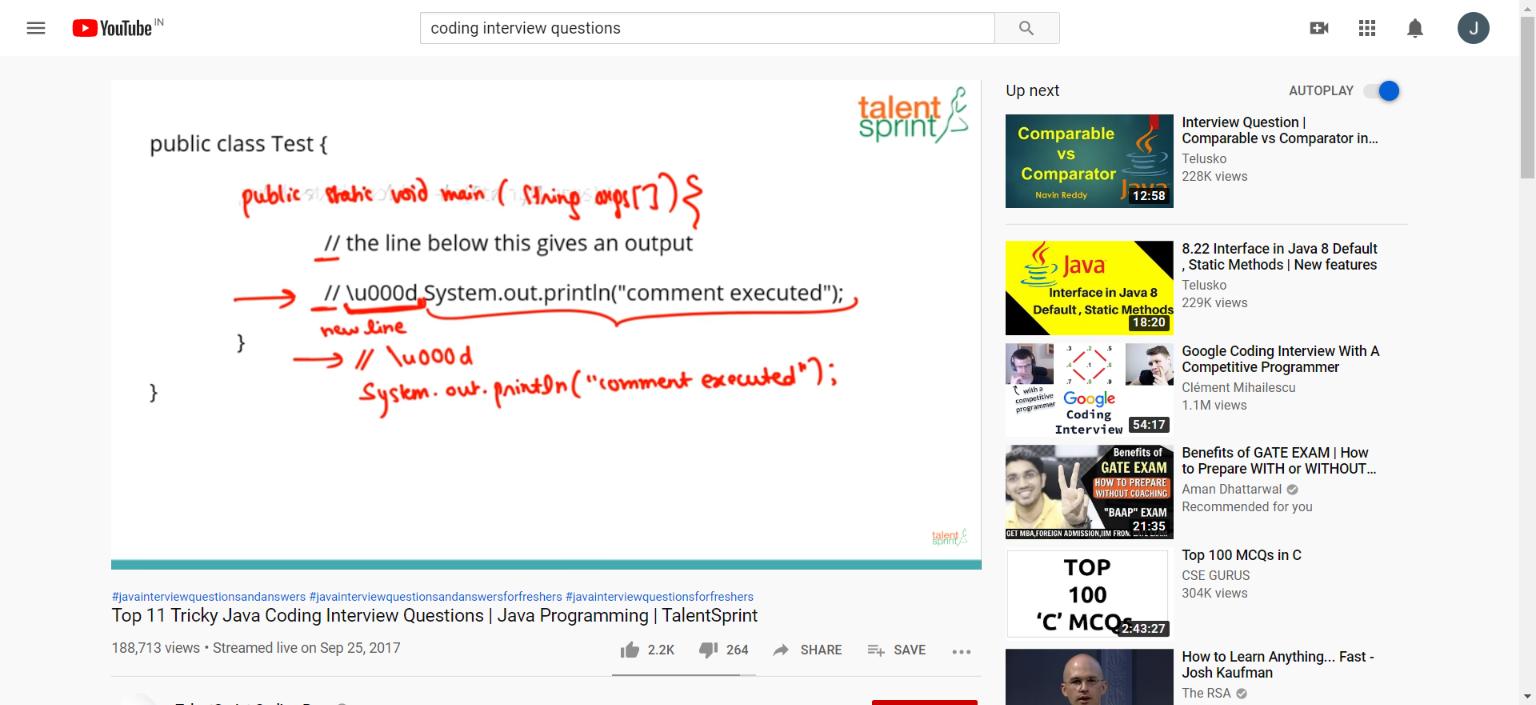 YouTube IN
coding interview questions
J
talent
sprint
public class Test {
public static void main ( String args[]) {
// the line below this gives an output
// \u000d System.out.println("comment executed");
new line
}
// \u000d
System.out.println("comment executed");
}
talent
sprint
#javainterviewquestionsandanswers #javainterviewquestionsandanswersforfreshers #javainterviewquestionsforfreshers
Top 11 Tricky Java Coding Interview Questions | Java Programming | TalentSprint
188,713 views • Streamed live on Sep 25, 2017
2.2K 264 SHARE SAVE
Up next AUTOPLAY
Comparable
vs
Comparator
Navin Reddy
Java
12:58
Interview Question |
Comparable vs Comparator in...
Telusko
228K views
Java
Interface in Java 8
Default , Static Methods
18:20
8.22 Interface in Java 8 Default
, Static Methods | New features
Telusko
229K views
with a
competitive
programmer
Google
Coding
Interview
54:17
Google Coding Interview With A
Competitive Programmer
Clément Mihailescu
1.1M views
Benefits of
GATE EXAM
HOW TO PREPARE
WITHOUT COACHING
"BAAP" EXAM
21:35
GET MBA,FOREIGN ADMISSION,IIM FROM
Benefits of GATE EXAM | How
to Prepare WITH or WITHOUT...
Aman Dhattarwal
Recommended for you
TOP
100
‘C’ MCQs
2:43:27
Top 100 MCQs in C
CSE GURUS
304K views
How to Learn Anything... Fast -
Josh Kaufman
The RSA